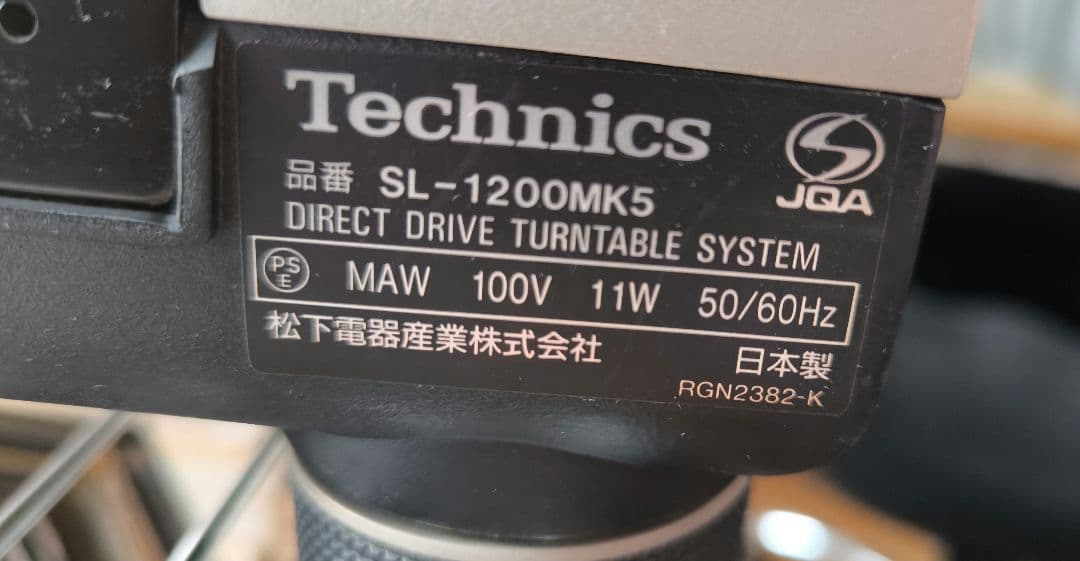 Technics
JQA
品番 SL-1200MK5
DIRECT DRIVE TURNTABLE SYSTEM
PS E MAW 100V 11W 50/60Hz
松下電器産業株式会社 日本製
RGN2382-K